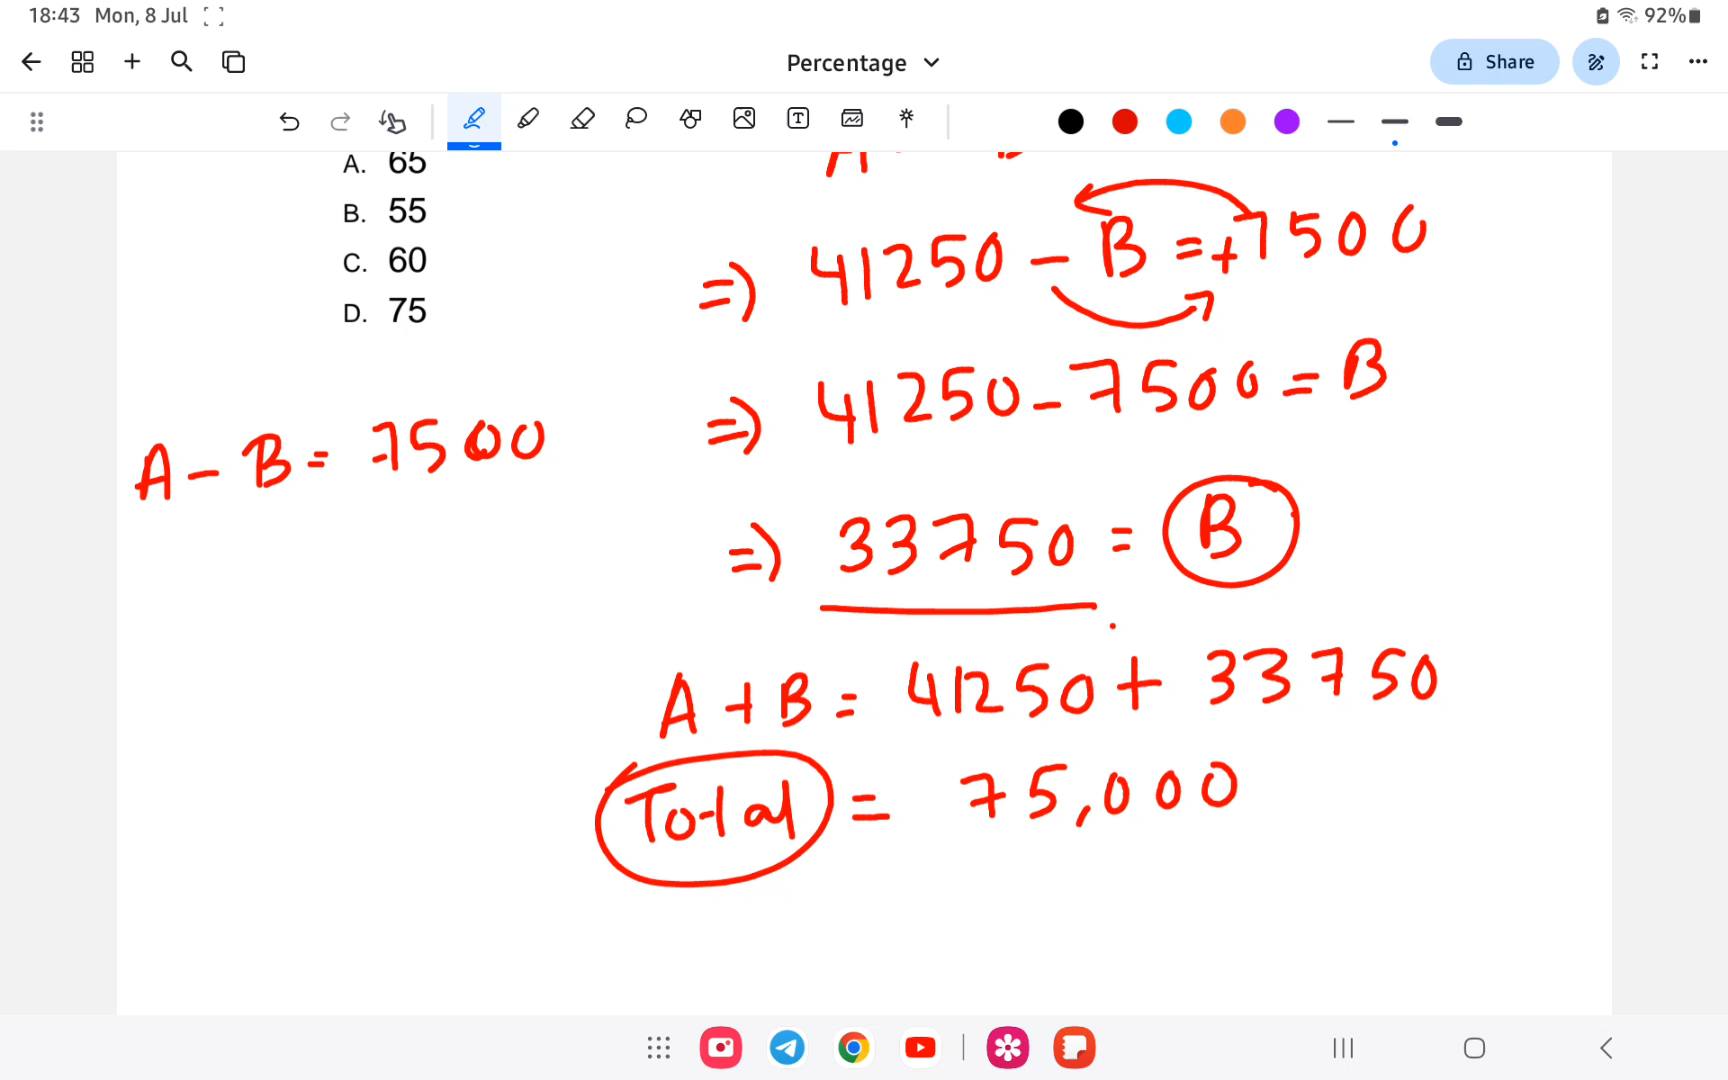 18:43 Mon, 8 Jul
92%
Percentage
Share
A. 65
B. 55
C. 60
D. 75
A - B = 7500
=) 41250 - B = +7500
=) 41250 - 7500 = B
=) 33750 = B
A + B = 41250 + 33750
Total = 75,000